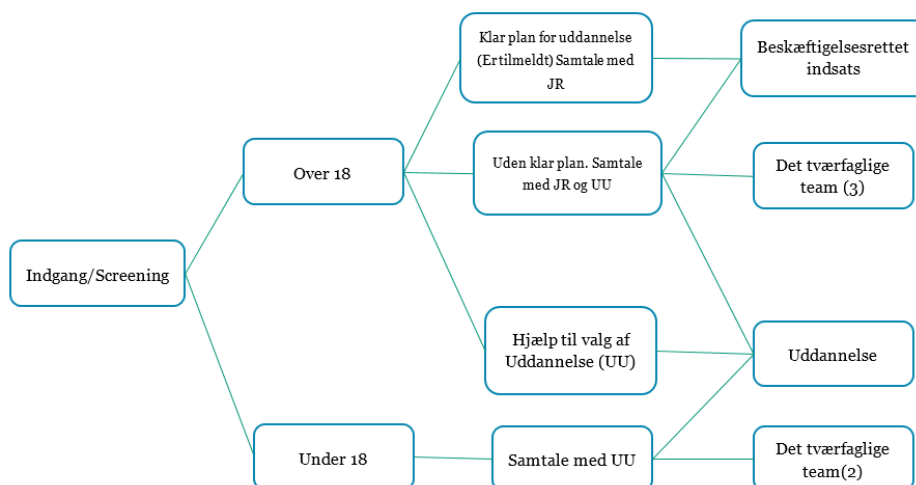 Indgang/Screening
Over 18
Under 18
Klar plan for uddannelse
(Er tilmeldt) Samtale med
JR
Uden klar plan. Samtale
med JR og UU
Hjælp til valg af
Uddannelse (UU)
Samtale med UU
Beskæftigelsesrettet
indsats
Det tværfaglige
team (3)
Uddannelse
Det tværfaglige
team(2)